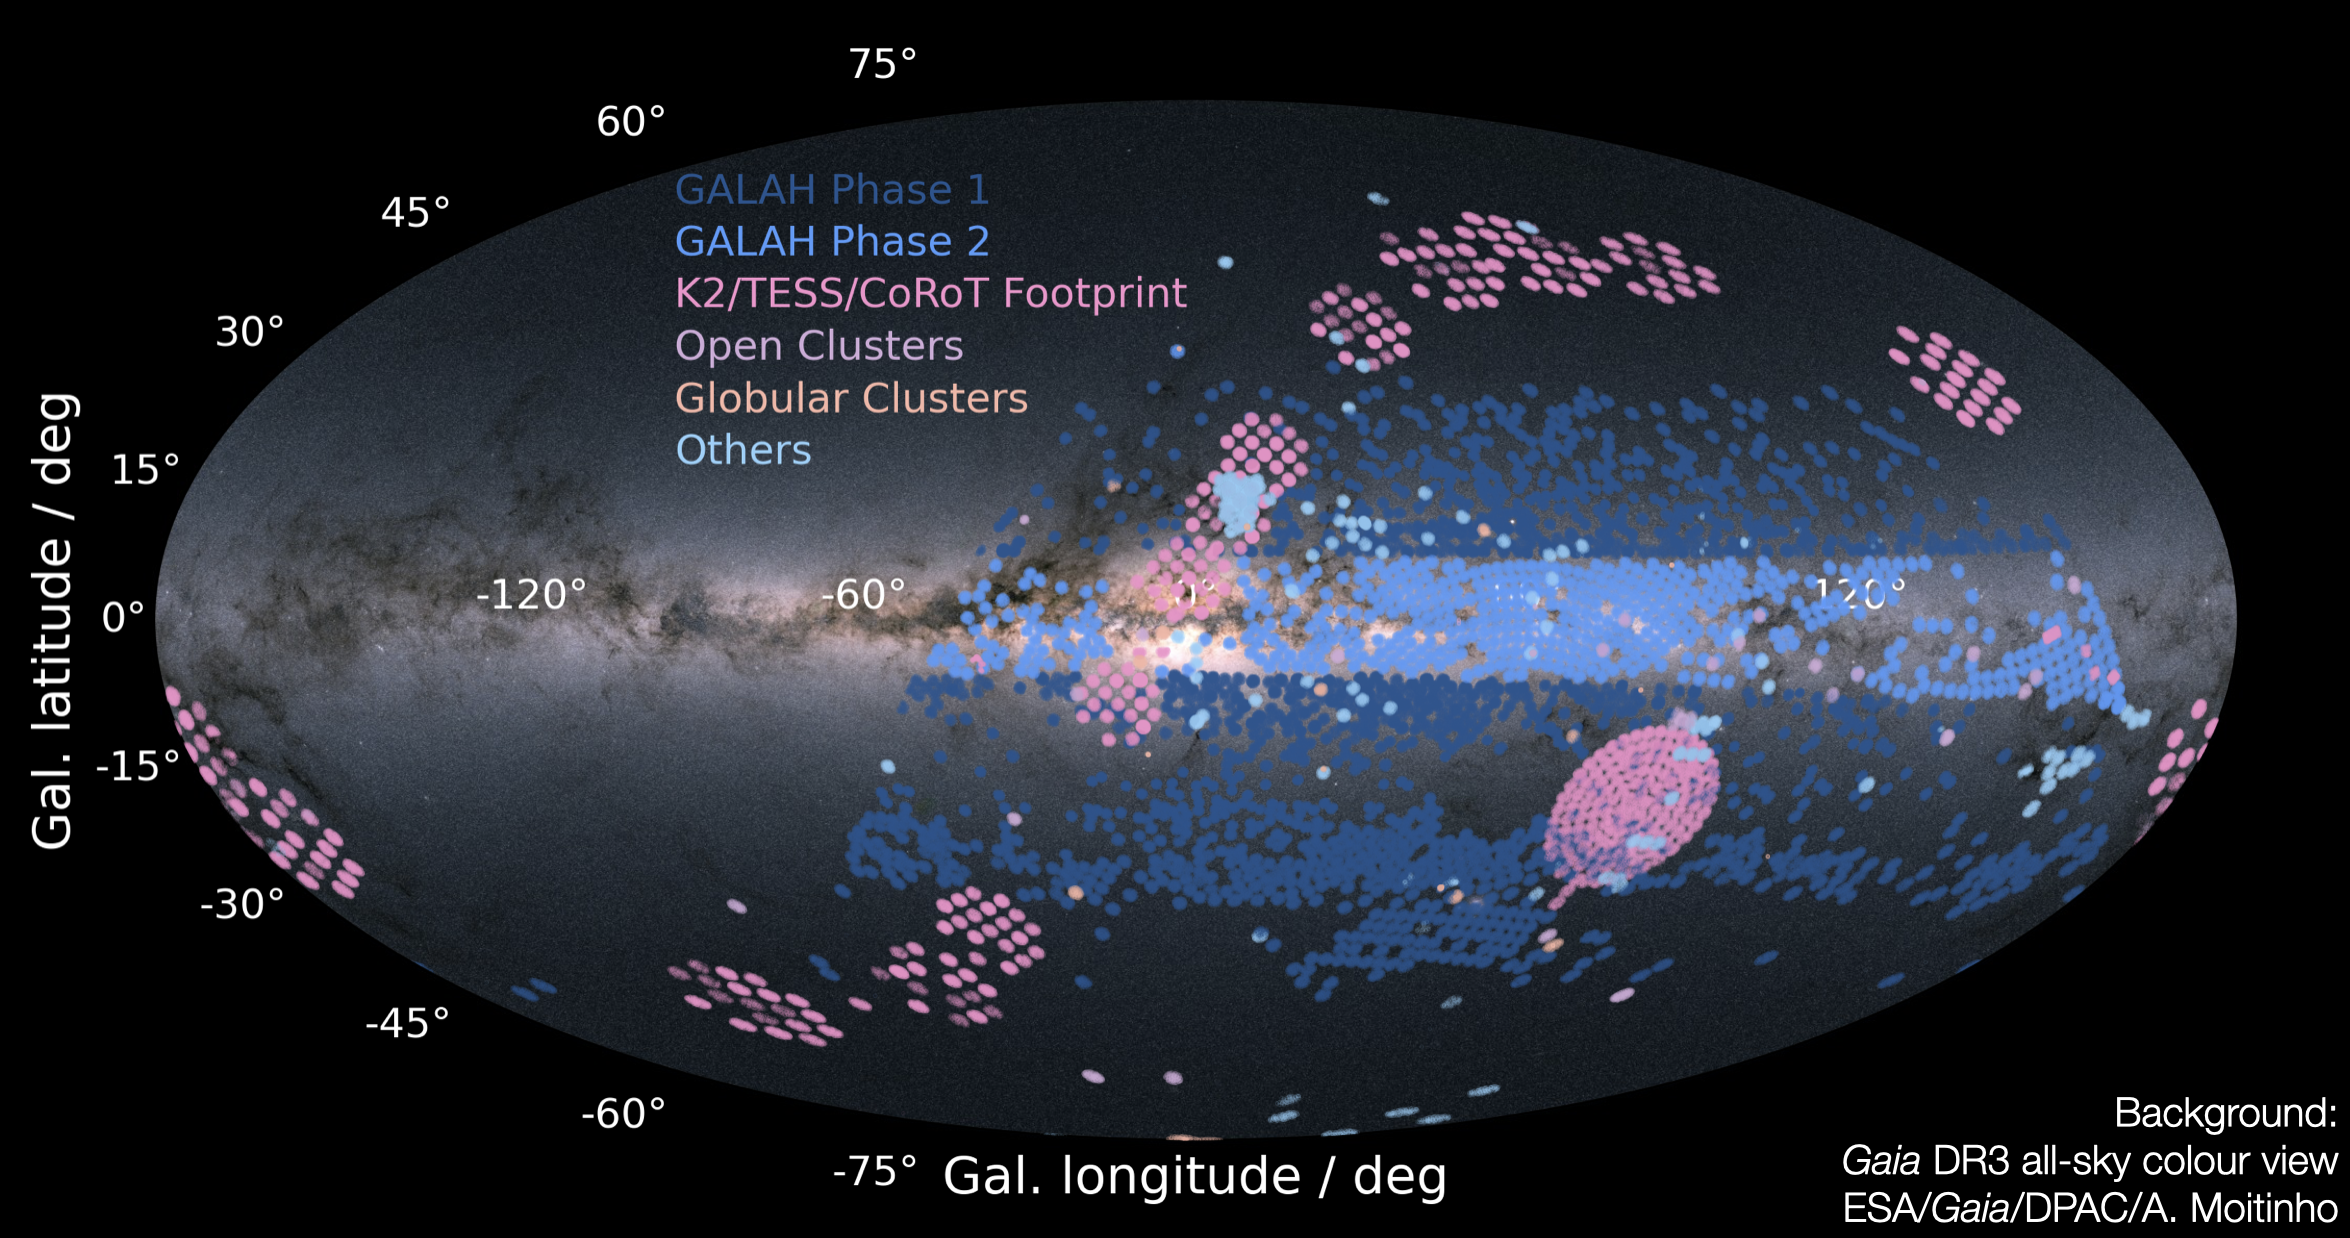 75°
60°
45°
30°
15°
0°
-15°
-30°
-45°
-60°
-75°
Gal. latitude / deg
GALAH Phase 1
GALAH Phase 2
K2/TESS/CoRoT Footprint
Open Clusters
Globular Clusters
Others
-120° -60° 0° 120°
Gal. longitude / deg
Background:
Gaia DR3 all-sky colour view
ESA/Gaia/DPAC/A. Moitinho